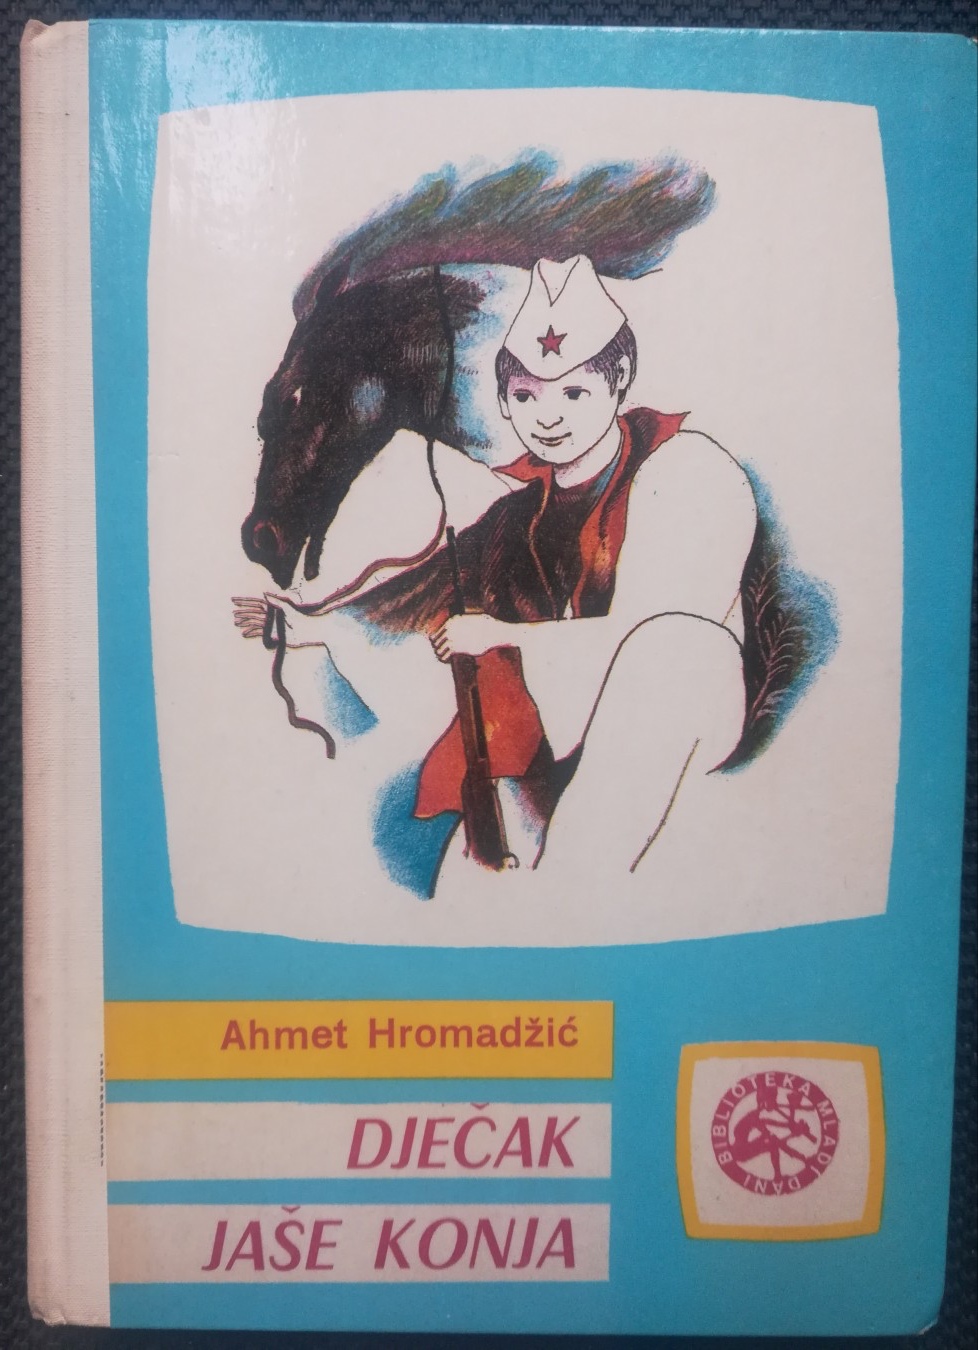 Ahmet Hromadžić
DJEČAK
JAŠE KONJA
BIBLIOTEKA MLADI DANI